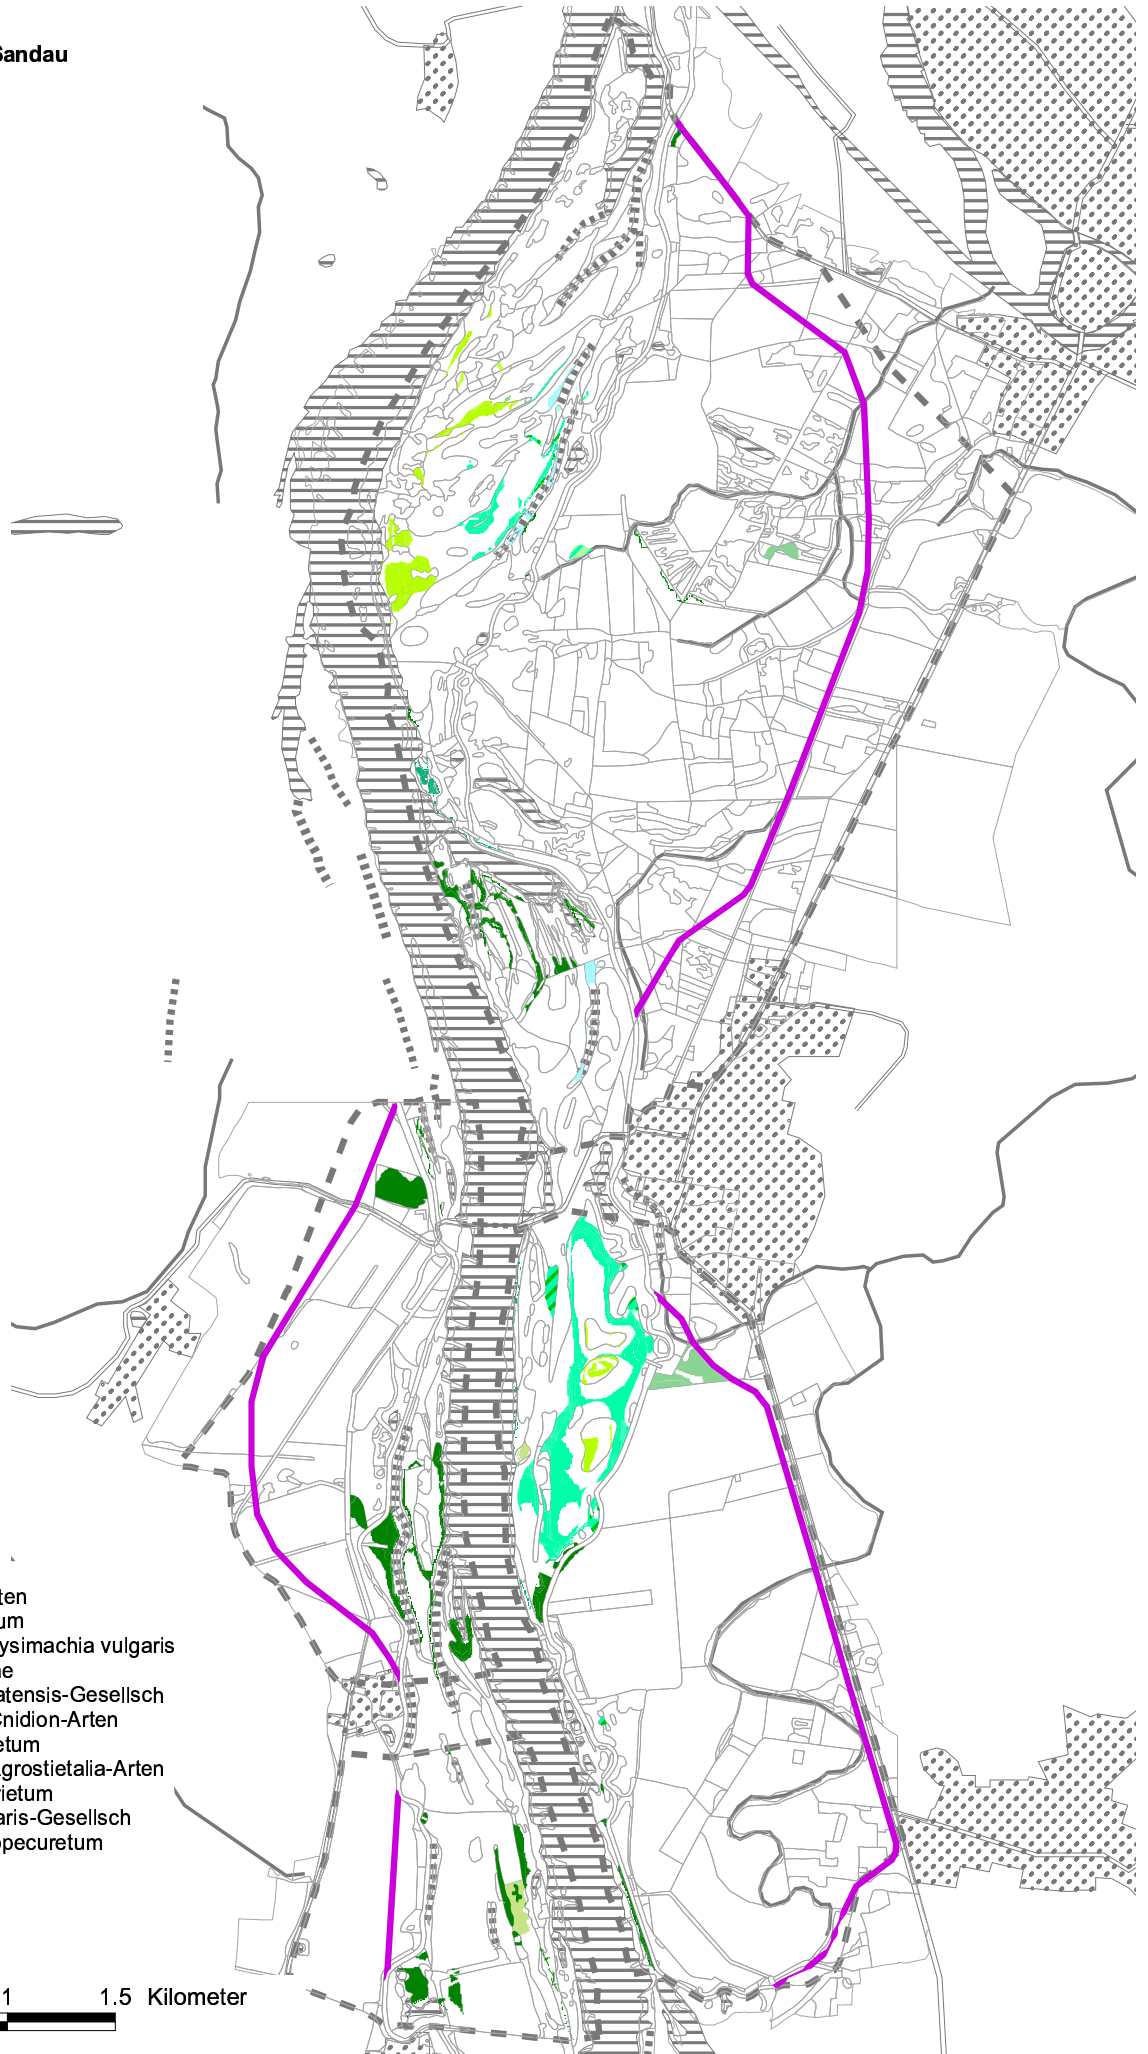 Sandau
ten
um
ysimachia vulgaris
ne
atensis-Gesellsch
Cnidion-Arten
etum
Agrostietalia-Arten
rietum
aris-Gesellsch
opecuretum
1 1.5 Kilometer